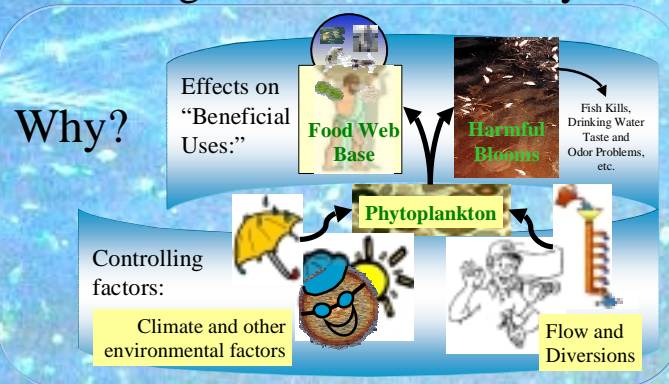 Why?
Effects on
“Beneficial
Uses:”
Food Web
Base
Harmful
Blooms
Fish Kills,
Drinking Water
Taste and
Odor Problems,
etc.
Phytoplankton
Controlling
factors:
Climate and other
environmental factors
Flow and
Diversions